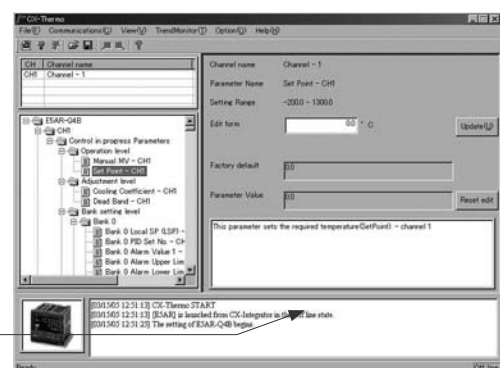 CX-Thermo
File(F) Communications(C) View(V) TrendMonitor(T) Option(O) Help(H)
CH Channel name
CH1 Channel - 1
E5AR-Q4B
CH1
Control in progress Parameters
Operation level
Manual MV - CH1
Set Point - CH1
Adjustment level
Cooling Coefficient - CH1
Dead Band - CH1
Bank setting level
Bank 0
Bank 0 Local SP (LSP) -
Bank 0 PID Set No. - CH
Bank 0 Alarm Value 1 -
Bank 0 Alarm Upper Lim
Bank 0 Alarm Lower Lim
Channel name Channel - 1
Parameter Name Set Point - CH1
Setting Range -200.0 - 1300.0
Edit form 0.0 ° C Update(U)
Factory default 0.0
Parameter Value 0.0 Reset edit
This parameter sets the required temperature(SetPoint). - channel 1
[03/15/05 12:51:13] CX-Thermo START
[03/15/05 12:51:13] [E5AR] is launched from CX-Integrator in the off line state.
[03/15/05 12:51:25] The setting of E5AR-Q4B begins.
Ready Off-line